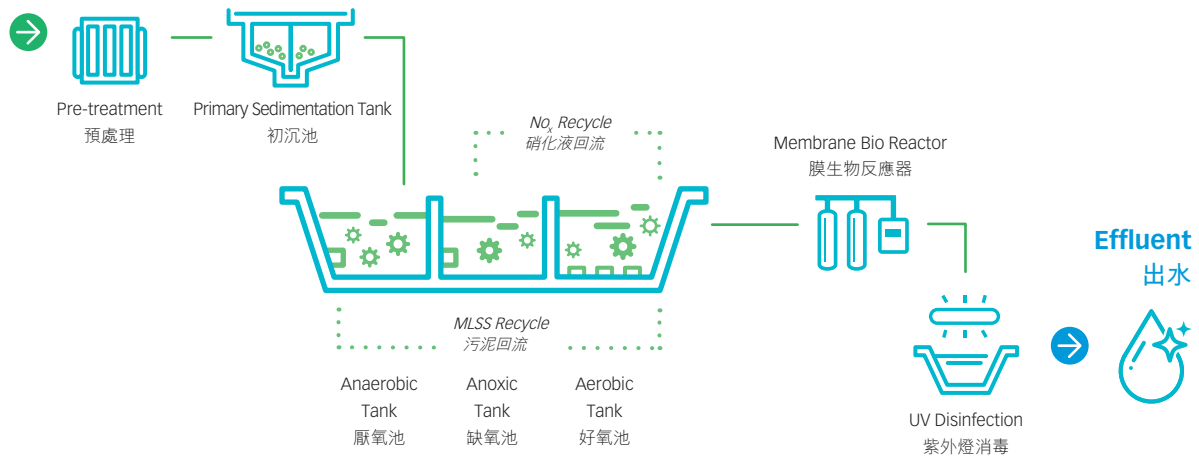 Pre-treatment
預處理
Primary Sedimentation Tank
初沉池
Noₓ Recycle
硝化液回流
Membrane Bio Reactor
膜生物反應器
Effluent
出水
MLSS Recycle
污泥回流
Anaerobic
Tank
厭氧池
Anoxic
Tank
缺氧池
Aerobic
Tank
好氧池
UV Disinfection
紫外燈消毒